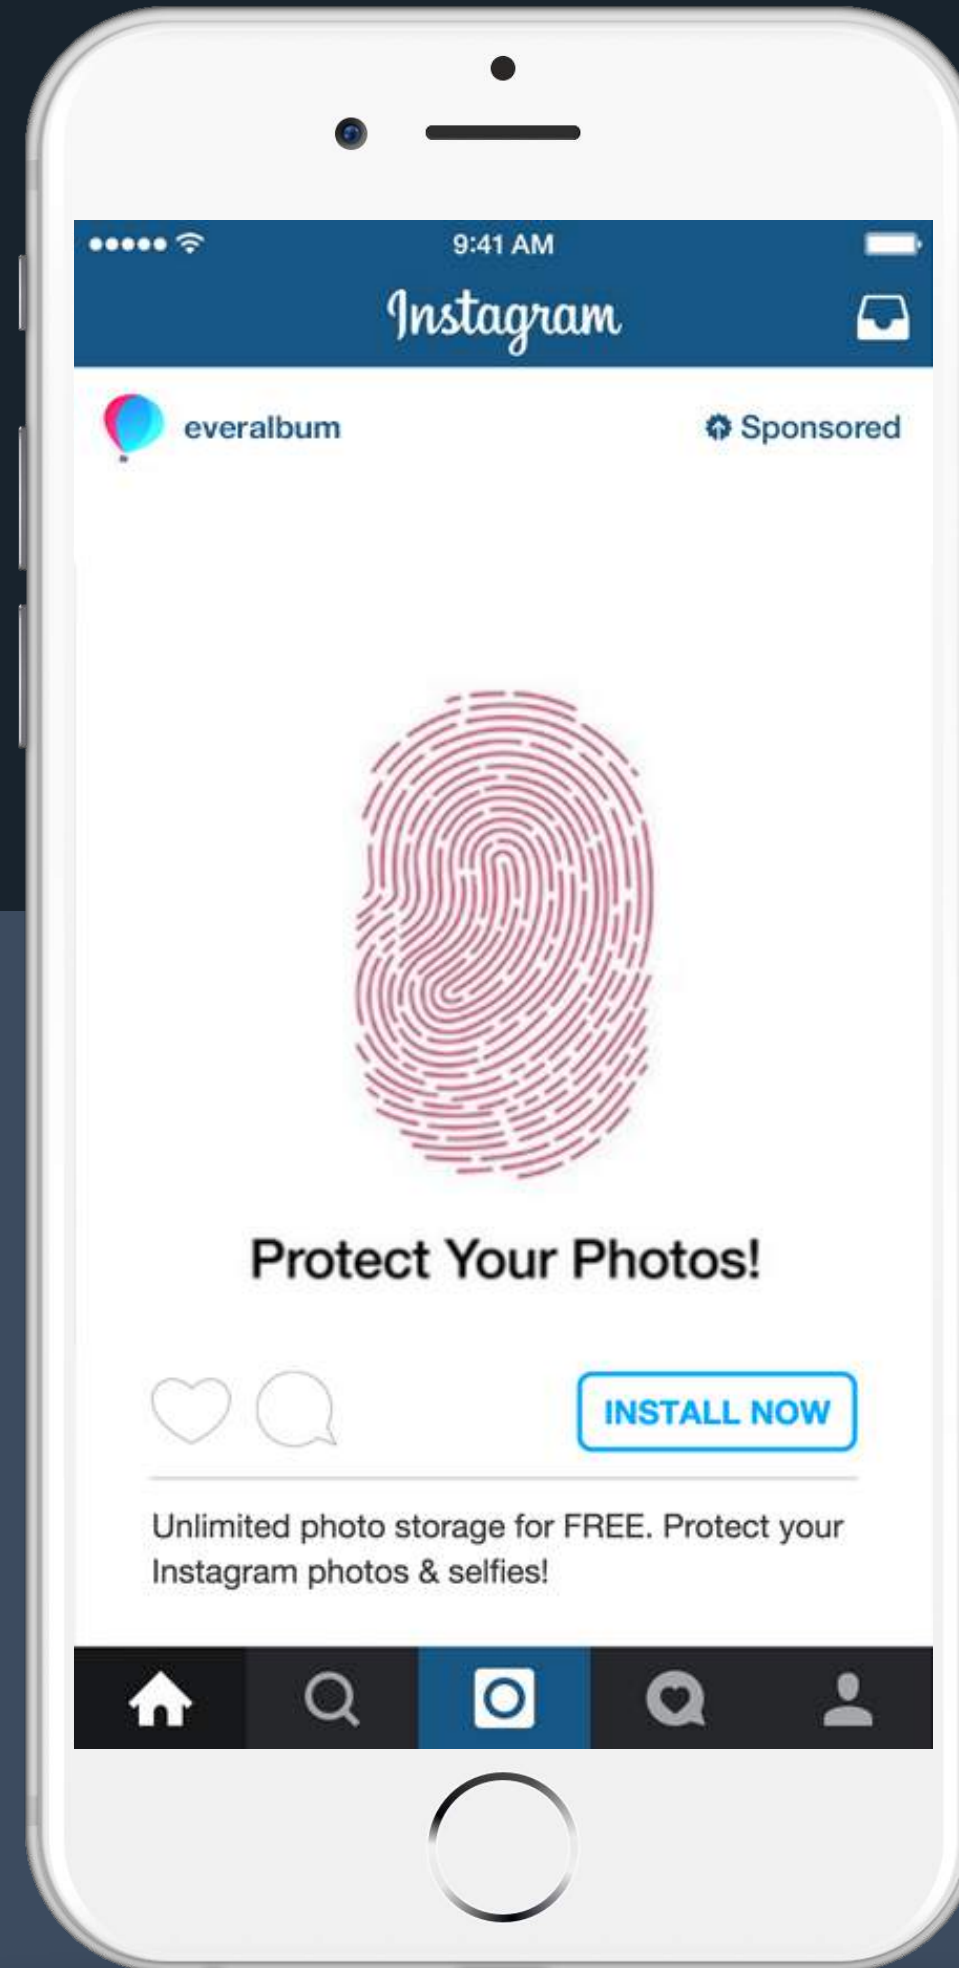 9:41 AM
Instagram
everalbum
Sponsored
Protect Your Photos!
INSTALL NOW
Unlimited photo storage for FREE. Protect your
Instagram photos & selfies!